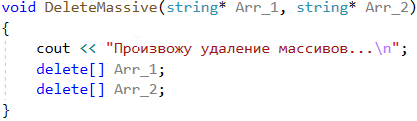 void DeleteMassive(string* Arr_1, string* Arr_2)
{
cout << "Произвожу удаление массивов...\n";
delete[] Arr_1;
delete[] Arr_2;
}